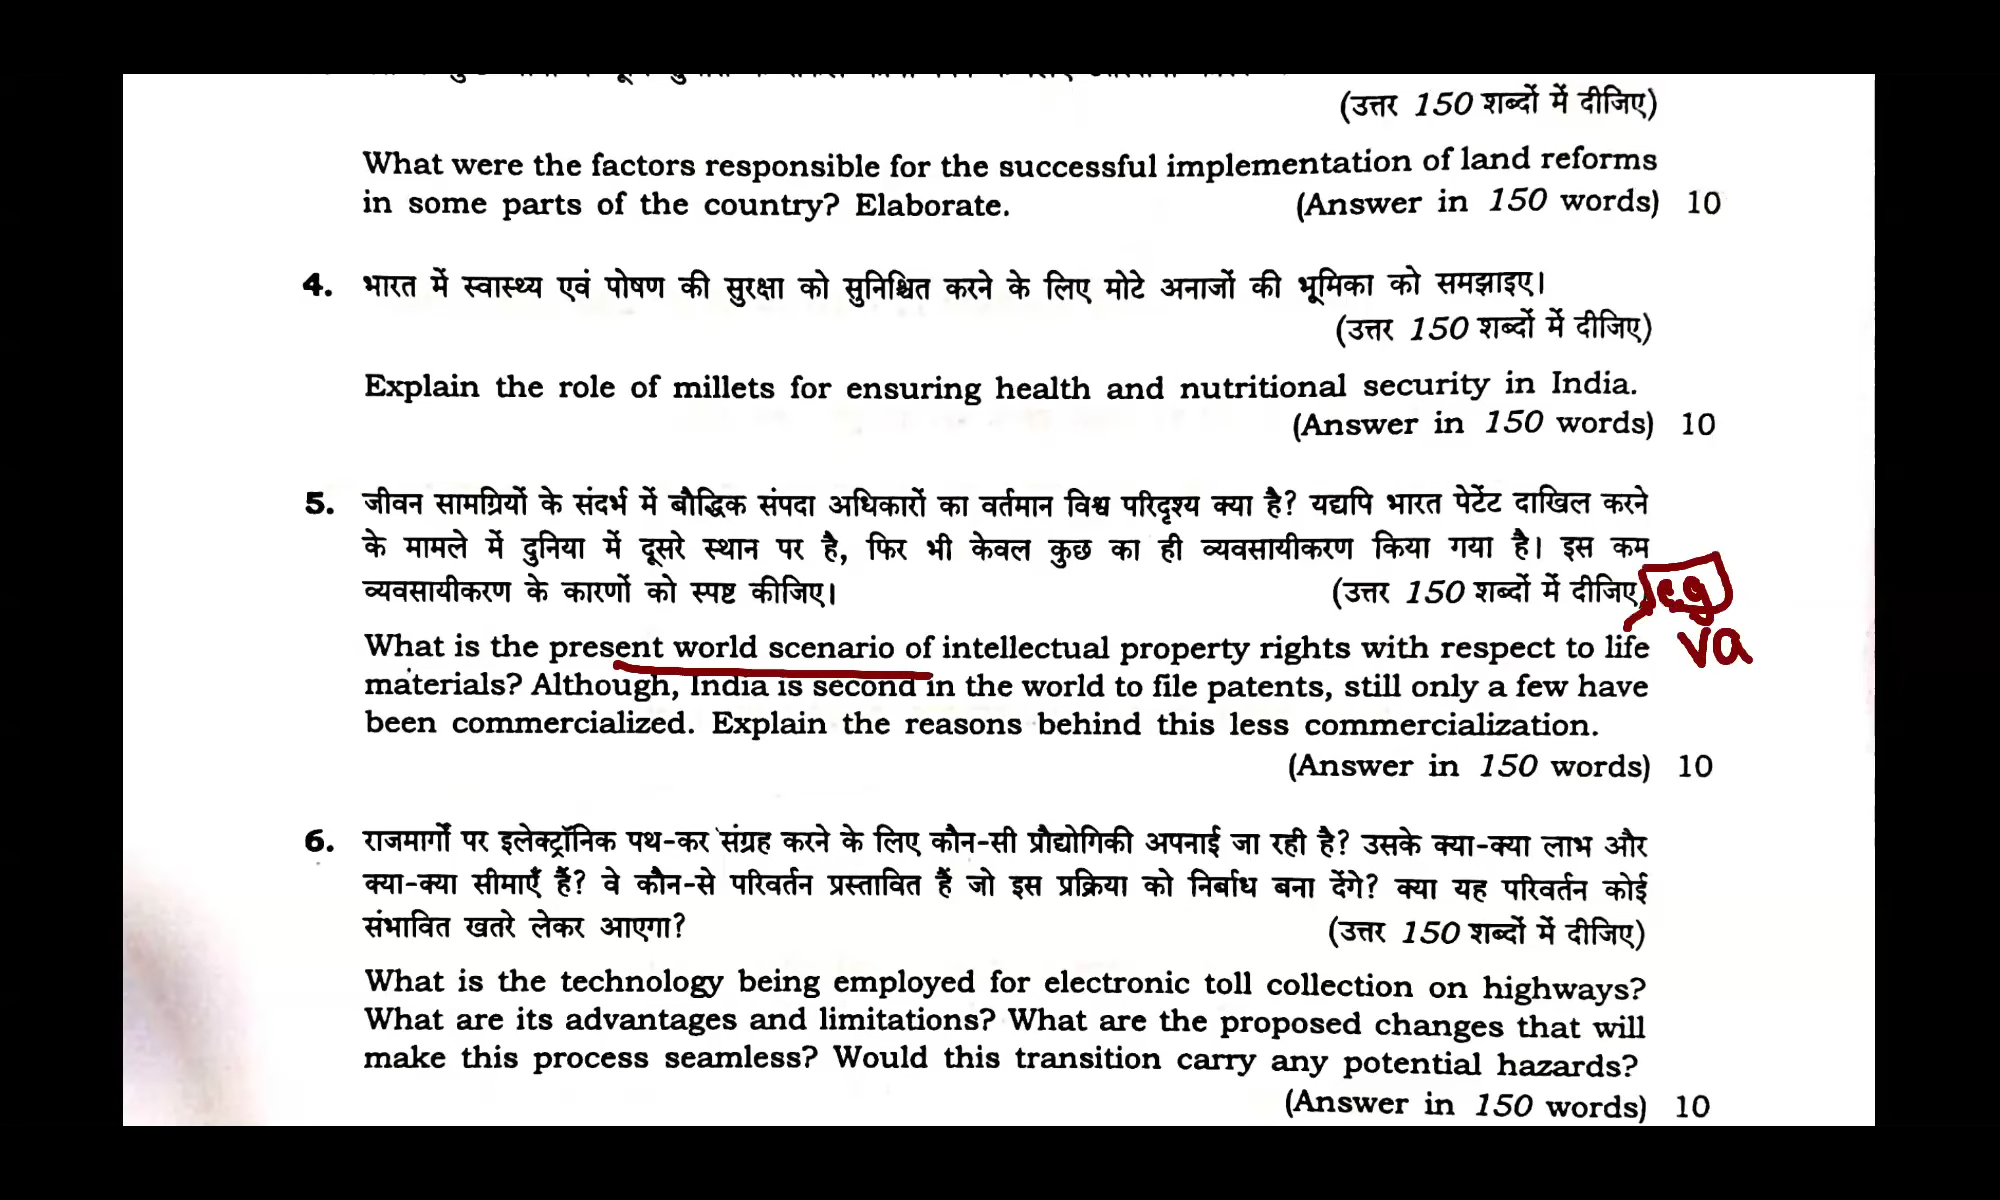 (उत्तर 150 शब्दों में दीजिए)
What were the factors responsible for the successful implementation of land reforms
in some parts of the country? Elaborate. (Answer in 150 words) 10
4. भारत में स्वास्थ्य एवं पोषण की सुरक्षा को सुनिश्चित करने के लिए मोटे अनाजों की भूमिका को समझाइए।
(उत्तर 150 शब्दों में दीजिए)
Explain the role of millets for ensuring health and nutritional security in India.
(Answer in 150 words) 10
5. जीवन सामग्रियों के संदर्भ में बौद्धिक संपदा अधिकारों का वर्तमान विश्व परिदृश्य क्या है? यद्यपि भारत पेटेंट दाखिल करने
के मामले में दुनिया में दूसरे स्थान पर है, फिर भी केवल कुछ का ही व्यवसायीकरण किया गया है। इस कम
व्यवसायीकरण के कारणों को स्पष्ट कीजिए। (उत्तर 150 शब्दों में दीजिए) e.g
What is the present world scenario of intellectual property rights with respect to life va
materials? Although, India is second in the world to file patents, still only a few have
been commercialized. Explain the reasons behind this less commercialization.
(Answer in 150 words) 10
6. राजमार्गों पर इलेक्ट्रॉनिक पथ-कर संग्रह करने के लिए कौन-सी प्रौद्योगिकी अपनाई जा रही है? उसके क्या-क्या लाभ और
क्या-क्या सीमाएँ हैं? वे कौन-से परिवर्तन प्रस्तावित हैं जो इस प्रक्रिया को निर्बाध बना देंगे? क्या यह परिवर्तन कोई
संभावित खतरे लेकर आएगा? (उत्तर 150 शब्दों में दीजिए)
What is the technology being employed for electronic toll collection on highways?
What are its advantages and limitations? What are the proposed changes that will
make this process seamless? Would this transition carry any potential hazards?
(Answer in 150 words) 10